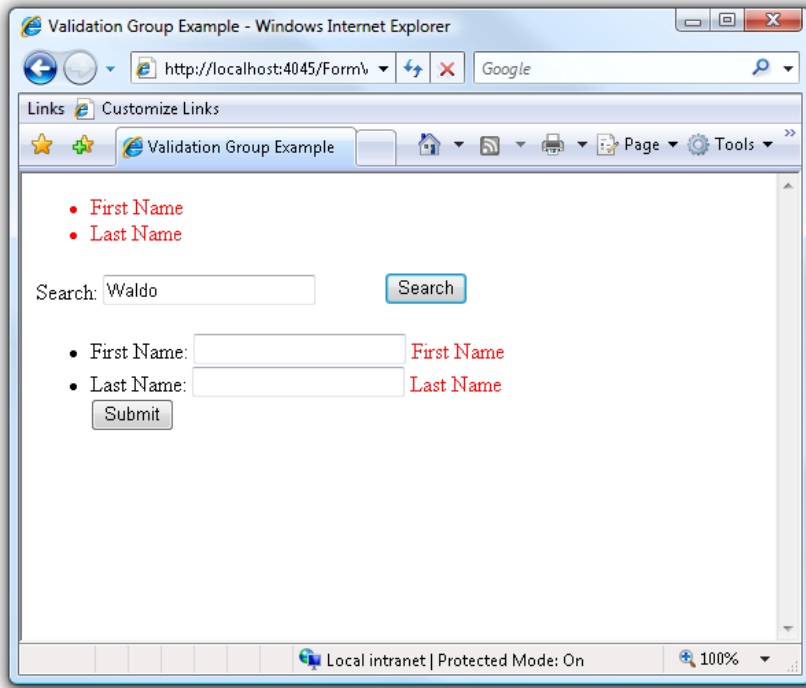 Validation Group Example - Windows Internet Explorer
http://localhost:4045/Form\ Google
Links Customize Links
Validation Group Example Page Tools »
• First Name
• Last Name
Search: Waldo Search
• First Name: First Name
• Last Name: Last Name
Submit
Local intranet | Protected Mode: On 100%